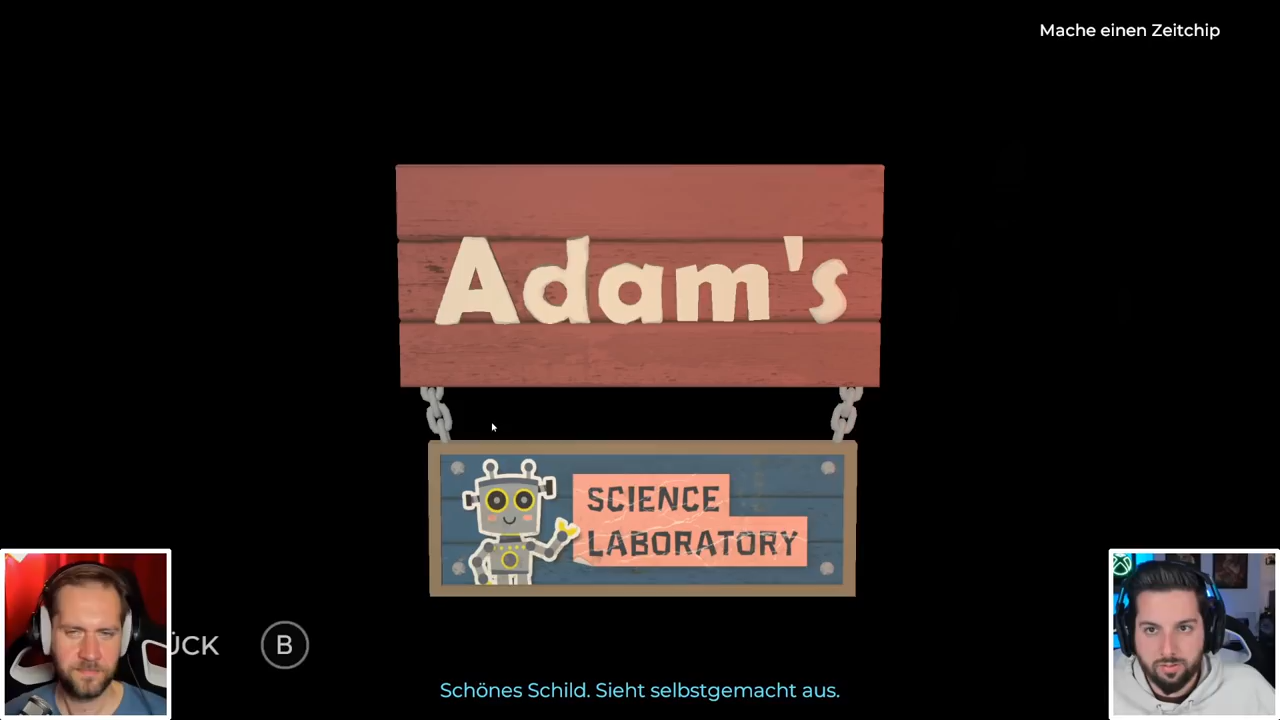 Mache einen Zeitchip
Adam's
SCIENCE
LABORATORY
ÜCK B
Schönes Schild. Sieht selbstgemacht aus.